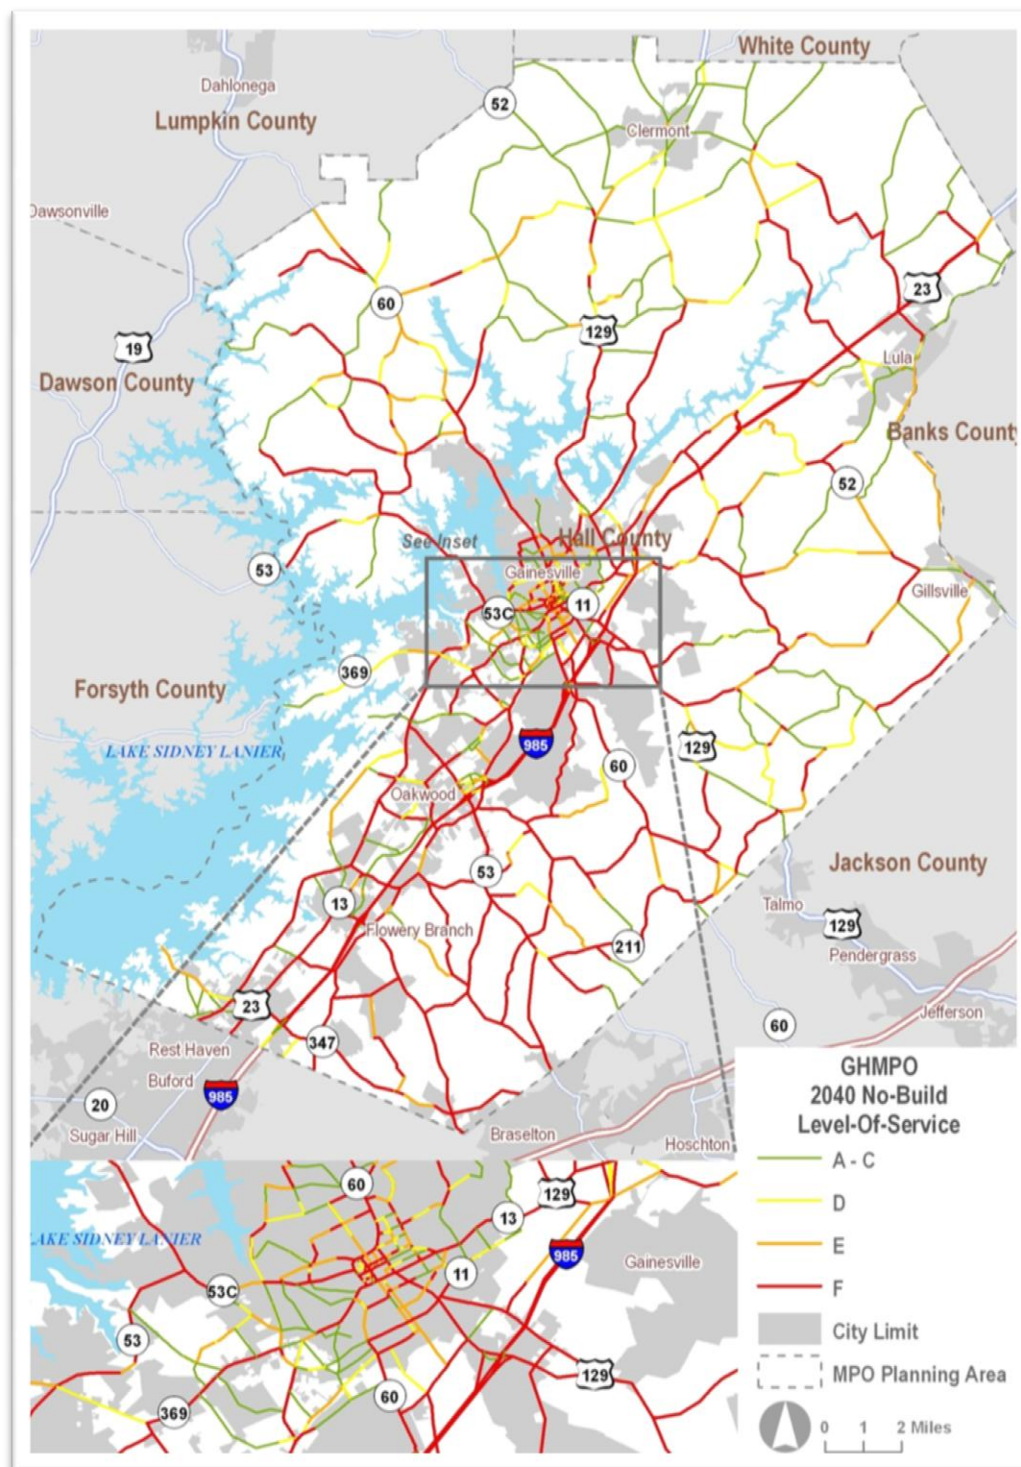 White County
Dahlonega
52
Lumpkin County
Clermont
Dawsonville
60
23
19
129
Lula
Dawson County
Banks County
52
See Inset
Hall County
53
Gainesville
Gillsville
53C
11
369
Forsyth County
LAKE SIDNEY LANIER
985
129
60
Oakwood
53
Jackson County
13
Talmo
129
Flowery Branch
211
Pendergrass
23
Jefferson
60
347
Rest Haven
Buford
985
20
Sugar Hill
Braselton
Hoschton
GHMPO
2040 No-Build
Level-Of-Service
A - C
D
E
F
City Limit
MPO Planning Area
0 1 2 Miles
60
129
13
LAKE SIDNEY LANIER
985
Gainesville
11
53C
53
129
60
369